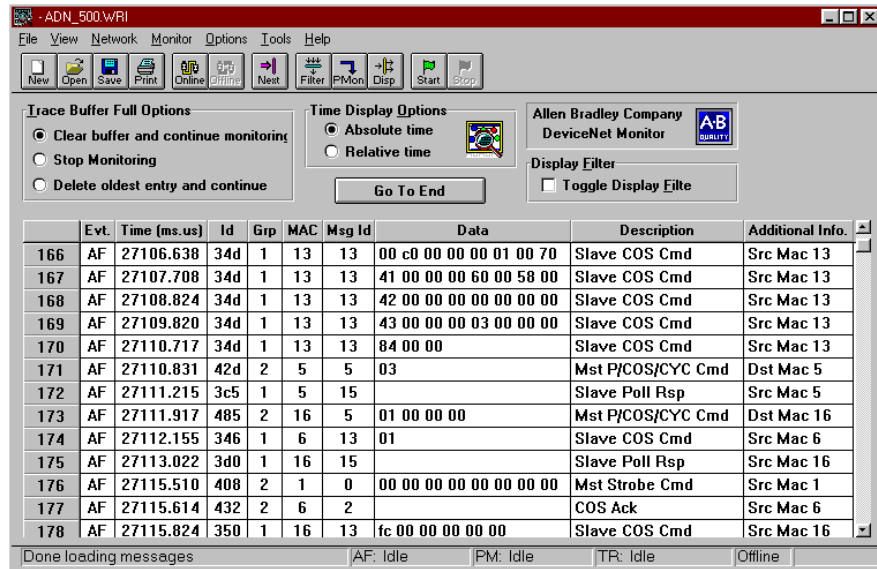 - ADN_500.WRI
File View Network Monitor Options Tools Help
New Open Save Print Online Offline Next Filter PMon Disp Start Stop
Trace Buffer Full Options
Clear buffer and continue monitoring
Stop Monitoring
Delete oldest entry and continue
Time Display Options
Absolute time
Relative time
Go To End
Allen Bradley Company
DeviceNet Monitor
A·B
QUALITY
Display Filter
Toggle Display Filte
Evt. Time (ms.us) Id Grp MAC Msg Id Data Description Additional Info.
166 AF 27106.638 34d 1 13 13 00 c0 00 00 00 01 00 70 Slave COS Cmd Src Mac 13
167 AF 27107.708 34d 1 13 13 41 00 00 00 60 00 58 00 Slave COS Cmd Src Mac 13
168 AF 27108.824 34d 1 13 13 42 00 00 00 00 00 00 00 Slave COS Cmd Src Mac 13
169 AF 27109.820 34d 1 13 13 43 00 00 00 03 00 00 00 Slave COS Cmd Src Mac 13
170 AF 27110.717 34d 1 13 13 84 00 00 Slave COS Cmd Src Mac 13
171 AF 27110.831 42d 2 5 5 03 Mst P/COS/CYC Cmd Dst Mac 5
172 AF 27111.215 3c5 1 5 15 Slave Poll Rsp Src Mac 5
173 AF 27111.917 485 2 16 5 01 00 00 00 Mst P/COS/CYC Cmd Dst Mac 16
174 AF 27112.155 346 1 6 13 01 Slave COS Cmd Src Mac 6
175 AF 27113.022 3d0 1 16 15 Slave Poll Rsp Src Mac 16
176 AF 27115.510 408 2 1 0 00 00 00 00 00 00 00 00 Mst Strobe Cmd Src Mac 1
177 AF 27115.614 432 2 6 2 COS Ack Src Mac 6
178 AF 27115.824 350 1 16 13 fc 00 00 00 00 00 Slave COS Cmd Src Mac 16
Done loading messages AF: Idle PM: Idle TR: Idle Offline